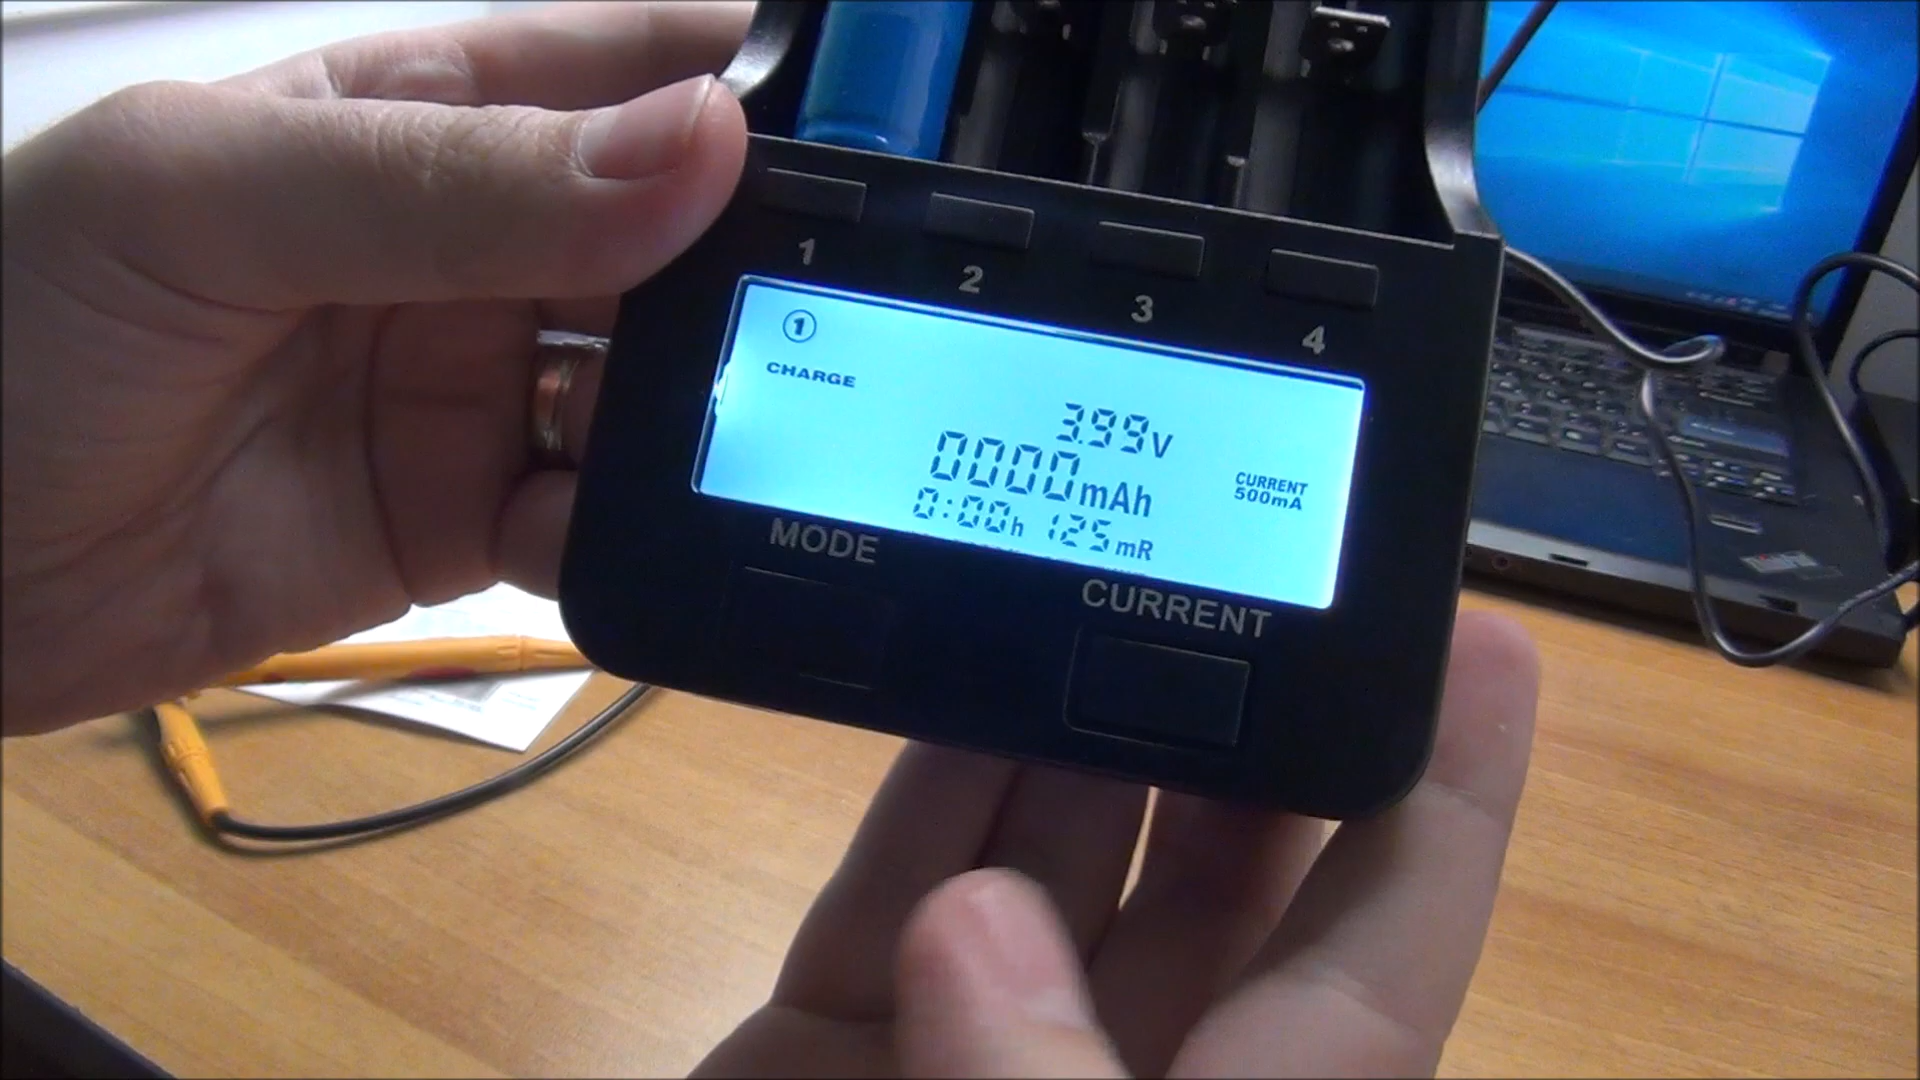 1
2
3
4
1
CHARGE
3.99V
0000mAh
CURRENT
500mA
0:00h 125mR
MODE
CURRENT